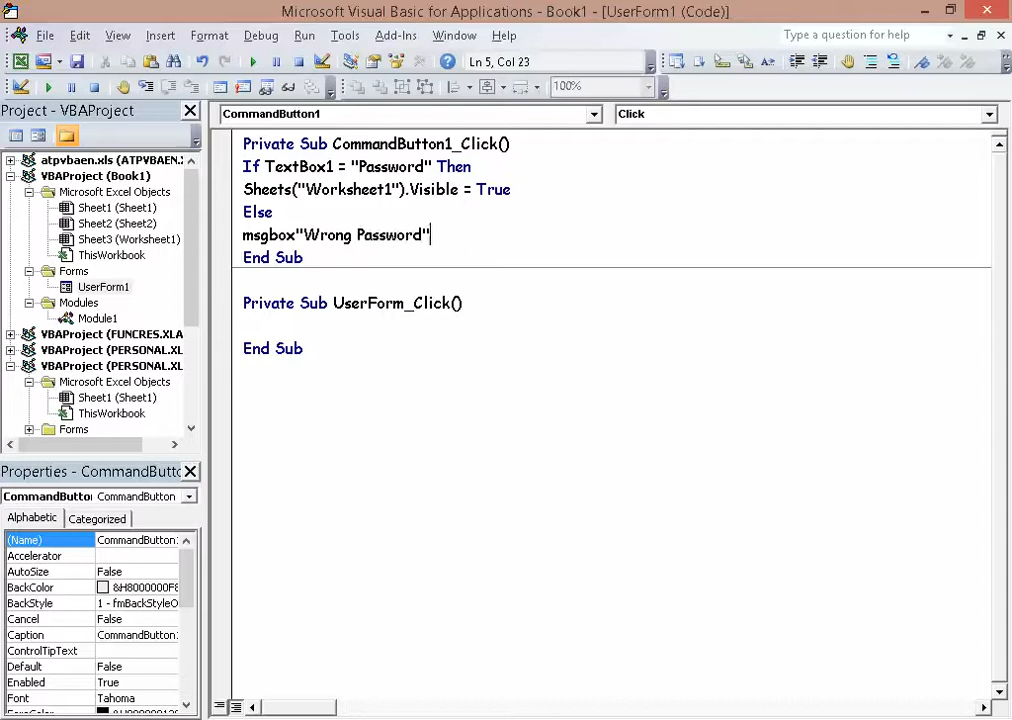 Microsoft Visual Basic for Applications - Book1 - [UserForm1 (Code)]
File Edit View Insert Format Debug Run Tools Add-Ins Window Help
Type a question for help
Ln 5, Col 23
100%
Project - VBAProject
CommandButton1
Click
atpvbaen.xls (ATPVBAEN.
VBAProject (Book1)
Microsoft Excel Objects
Sheet1 (Sheet1)
Sheet2 (Sheet2)
Sheet3 (Worksheet1)
ThisWorkbook
Forms
UserForm1
Modules
Module1
VBAProject (FUNCRES.XLA
VBAProject (PERSONAL.XL
VBAProject (PERSONAL.XL
Microsoft Excel Objects
Sheet1 (Sheet1)
ThisWorkbook
Forms
Private Sub CommandButton1_Click()
If TextBox1 = "Password" Then
Sheets("Worksheet1").Visible = True
Else
msgbox"Wrong Password"
End Sub
Private Sub UserForm_Click()
End Sub
Properties - CommandButto
CommandButto CommandButton
Alphabetic Categorized
(Name) CommandButton1
Accelerator
AutoSize False
BackColor &H8000000F&
BackStyle 1 - fmBackStyleO
Cancel False
Caption CommandButton1
ControlTipText
Default False
Enabled True
Font Tahoma